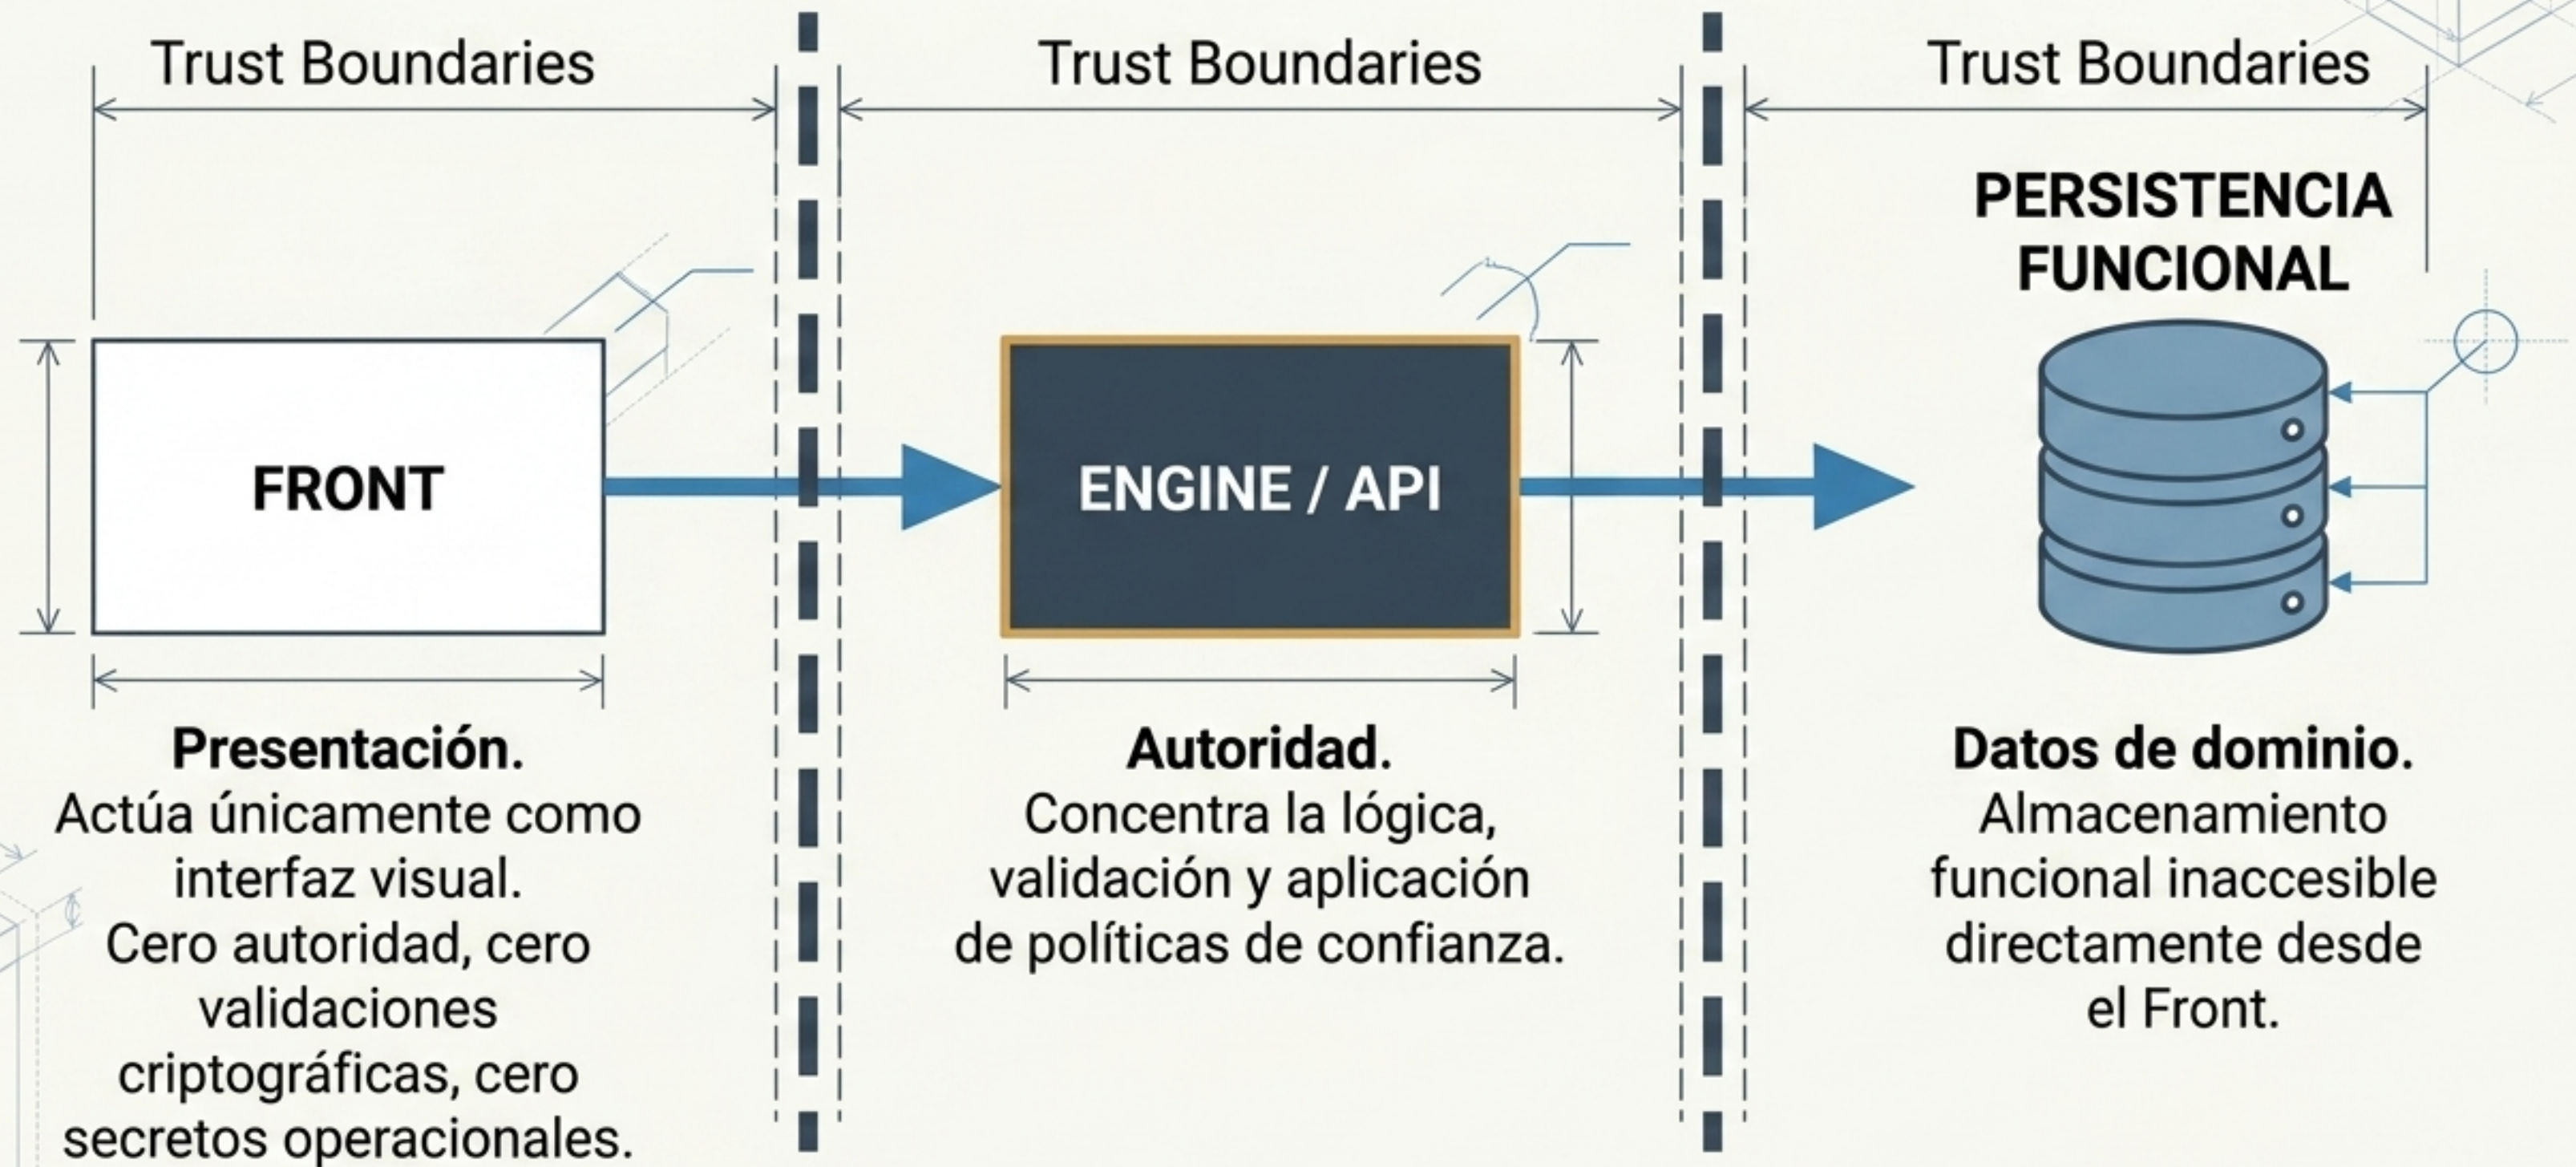 Trust Boundaries
Trust Boundaries
Trust Boundaries
PERSISTENCIA
FUNCIONAL
FRONT
ENGINE / API
Presentación.
Actúa únicamente como
interfaz visual.
Cero autoridad, cero
validaciones
criptográficas, cero
secretos operacionales.
Autoridad.
Concentra la lógica,
validación y aplicación
de políticas de confianza.
Datos de dominio.
Almacenamiento
funcional inaccesible
directamente desde
el Front.